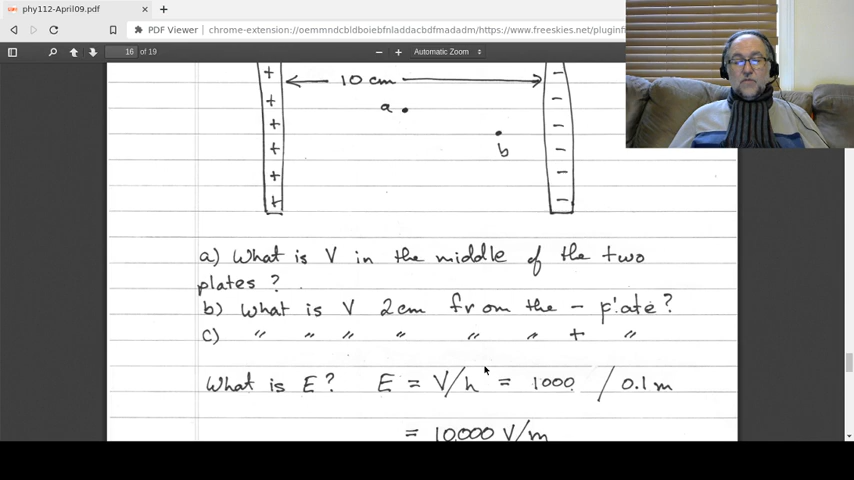 phy112-April09.pdf
PDF Viewer chrome-extension://oemmndcbldboiebfnladdacbdfmadadm/https://www.freeskies.net/pluginfi
16 of 19 Automatic Zoom
+ ← 10 cm → −
+ a −
+ −
+ b −
+ −
+ −
a) What is V in the middle of the two
plates ?
b) What is V 2cm from the − plate?
c) " " " " " " + "
What is E? E = V/h = 1000 / 0.1 m
= 10,000 V/m